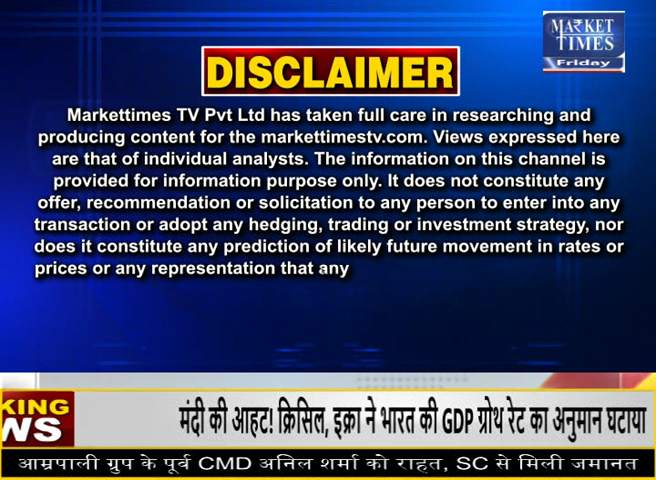 MARKET
TIMES
Friday
DISCLAIMER
Markettimes TV Pvt Ltd has taken full care in researching and
producing content for the markettimestv.com. Views expressed here
are that of individual analysts. The information on this channel is
provided for information purpose only. It does not constitute any
offer, recommendation or solicitation to any person to enter into any
transaction or adopt any hedging, trading or investment strategy, nor
does it constitute any prediction of likely future movement in rates or
prices or any representation that any
KING
WS
मंदी की आहट! क्रिसिल, इक्रा ने भारत की GDP ग्रोथ रेट का अनुमान घटाया
आम्रपाली ग्रुप के पूर्व CMD अनिल शर्मा को राहत, SC से मिली जमानत